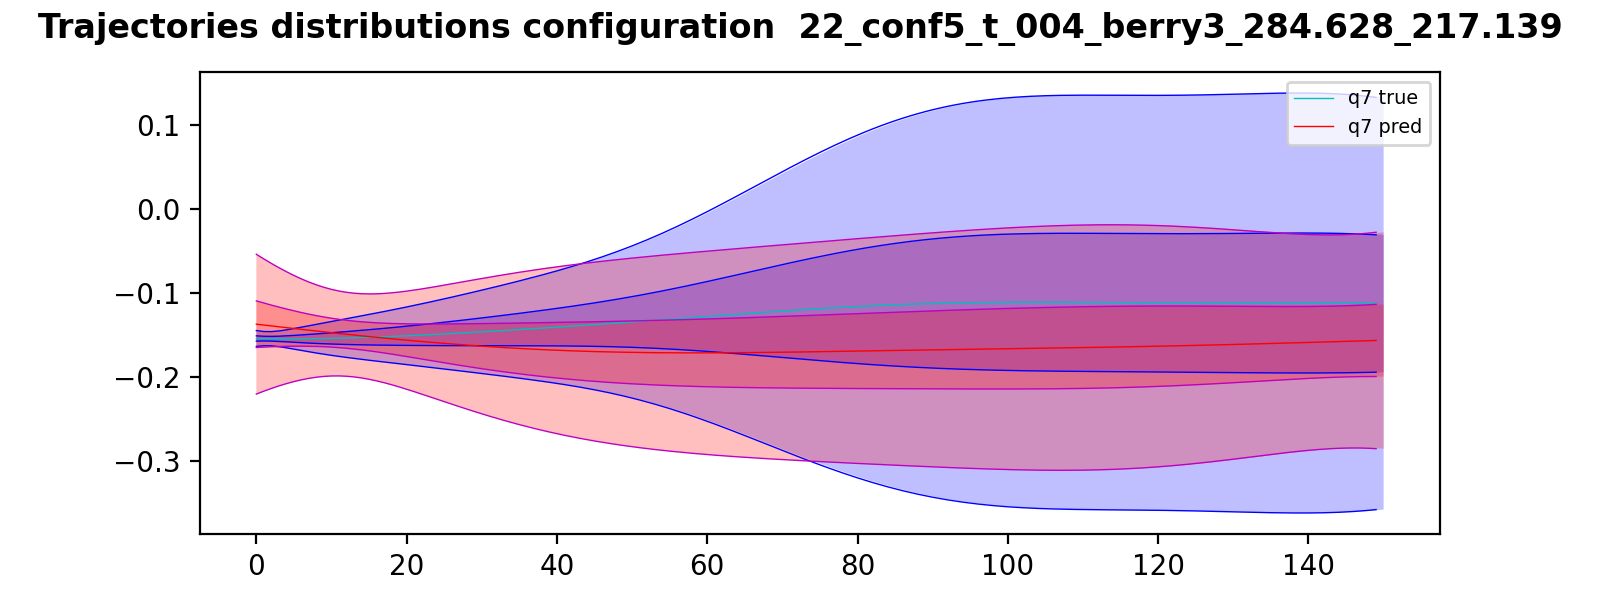 Trajectories distributions configuration  22_conf5_t_004_berry3_284.628_217.139
q7 true
q7 pred
0.1
0.0
−0.1
−0.2
−0.3
0 20 40 60 80 100 120 140